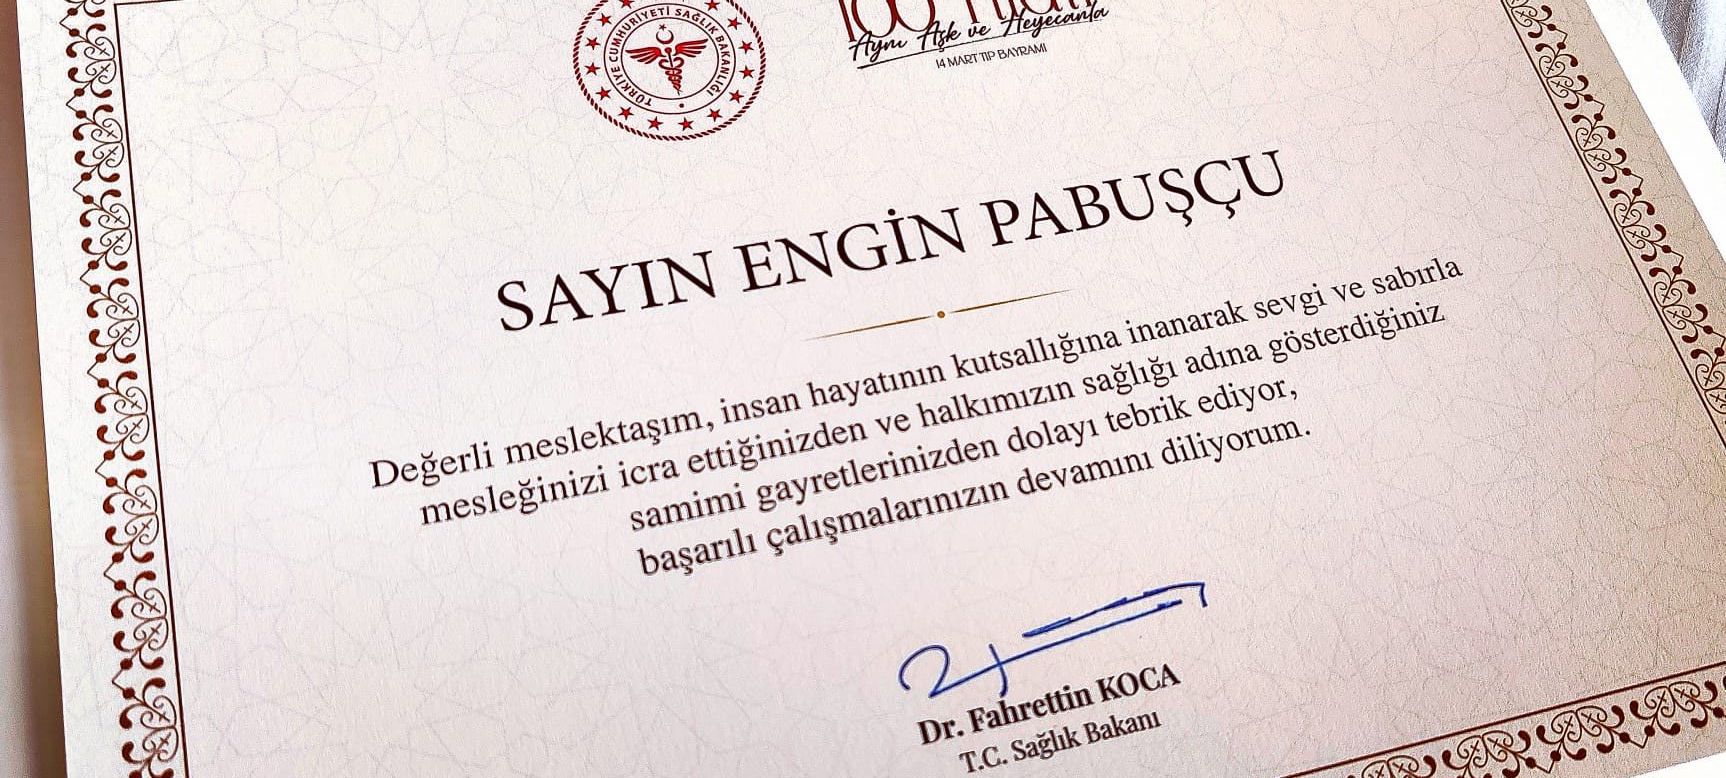 TÜRKİYE CUMHURİYETİ SAĞLIK BAKANLIĞI
100
Aynı Aşk ve Heyecanla
14 MART TIP BAYRAMI
SAYIN ENGİN PABUŞÇU
Değerli meslektaşım, insan hayatının kutsallığına inanarak sevgi ve sabırla
mesleğinizi icra ettiğinizden ve halkımızın sağlığı adına gösterdiğiniz
samimi gayretlerinizden dolayı tebrik ediyor,
başarılı çalışmalarınızın devamını diliyorum.
Dr. Fahrettin KOCA
T.C. Sağlık Bakanı